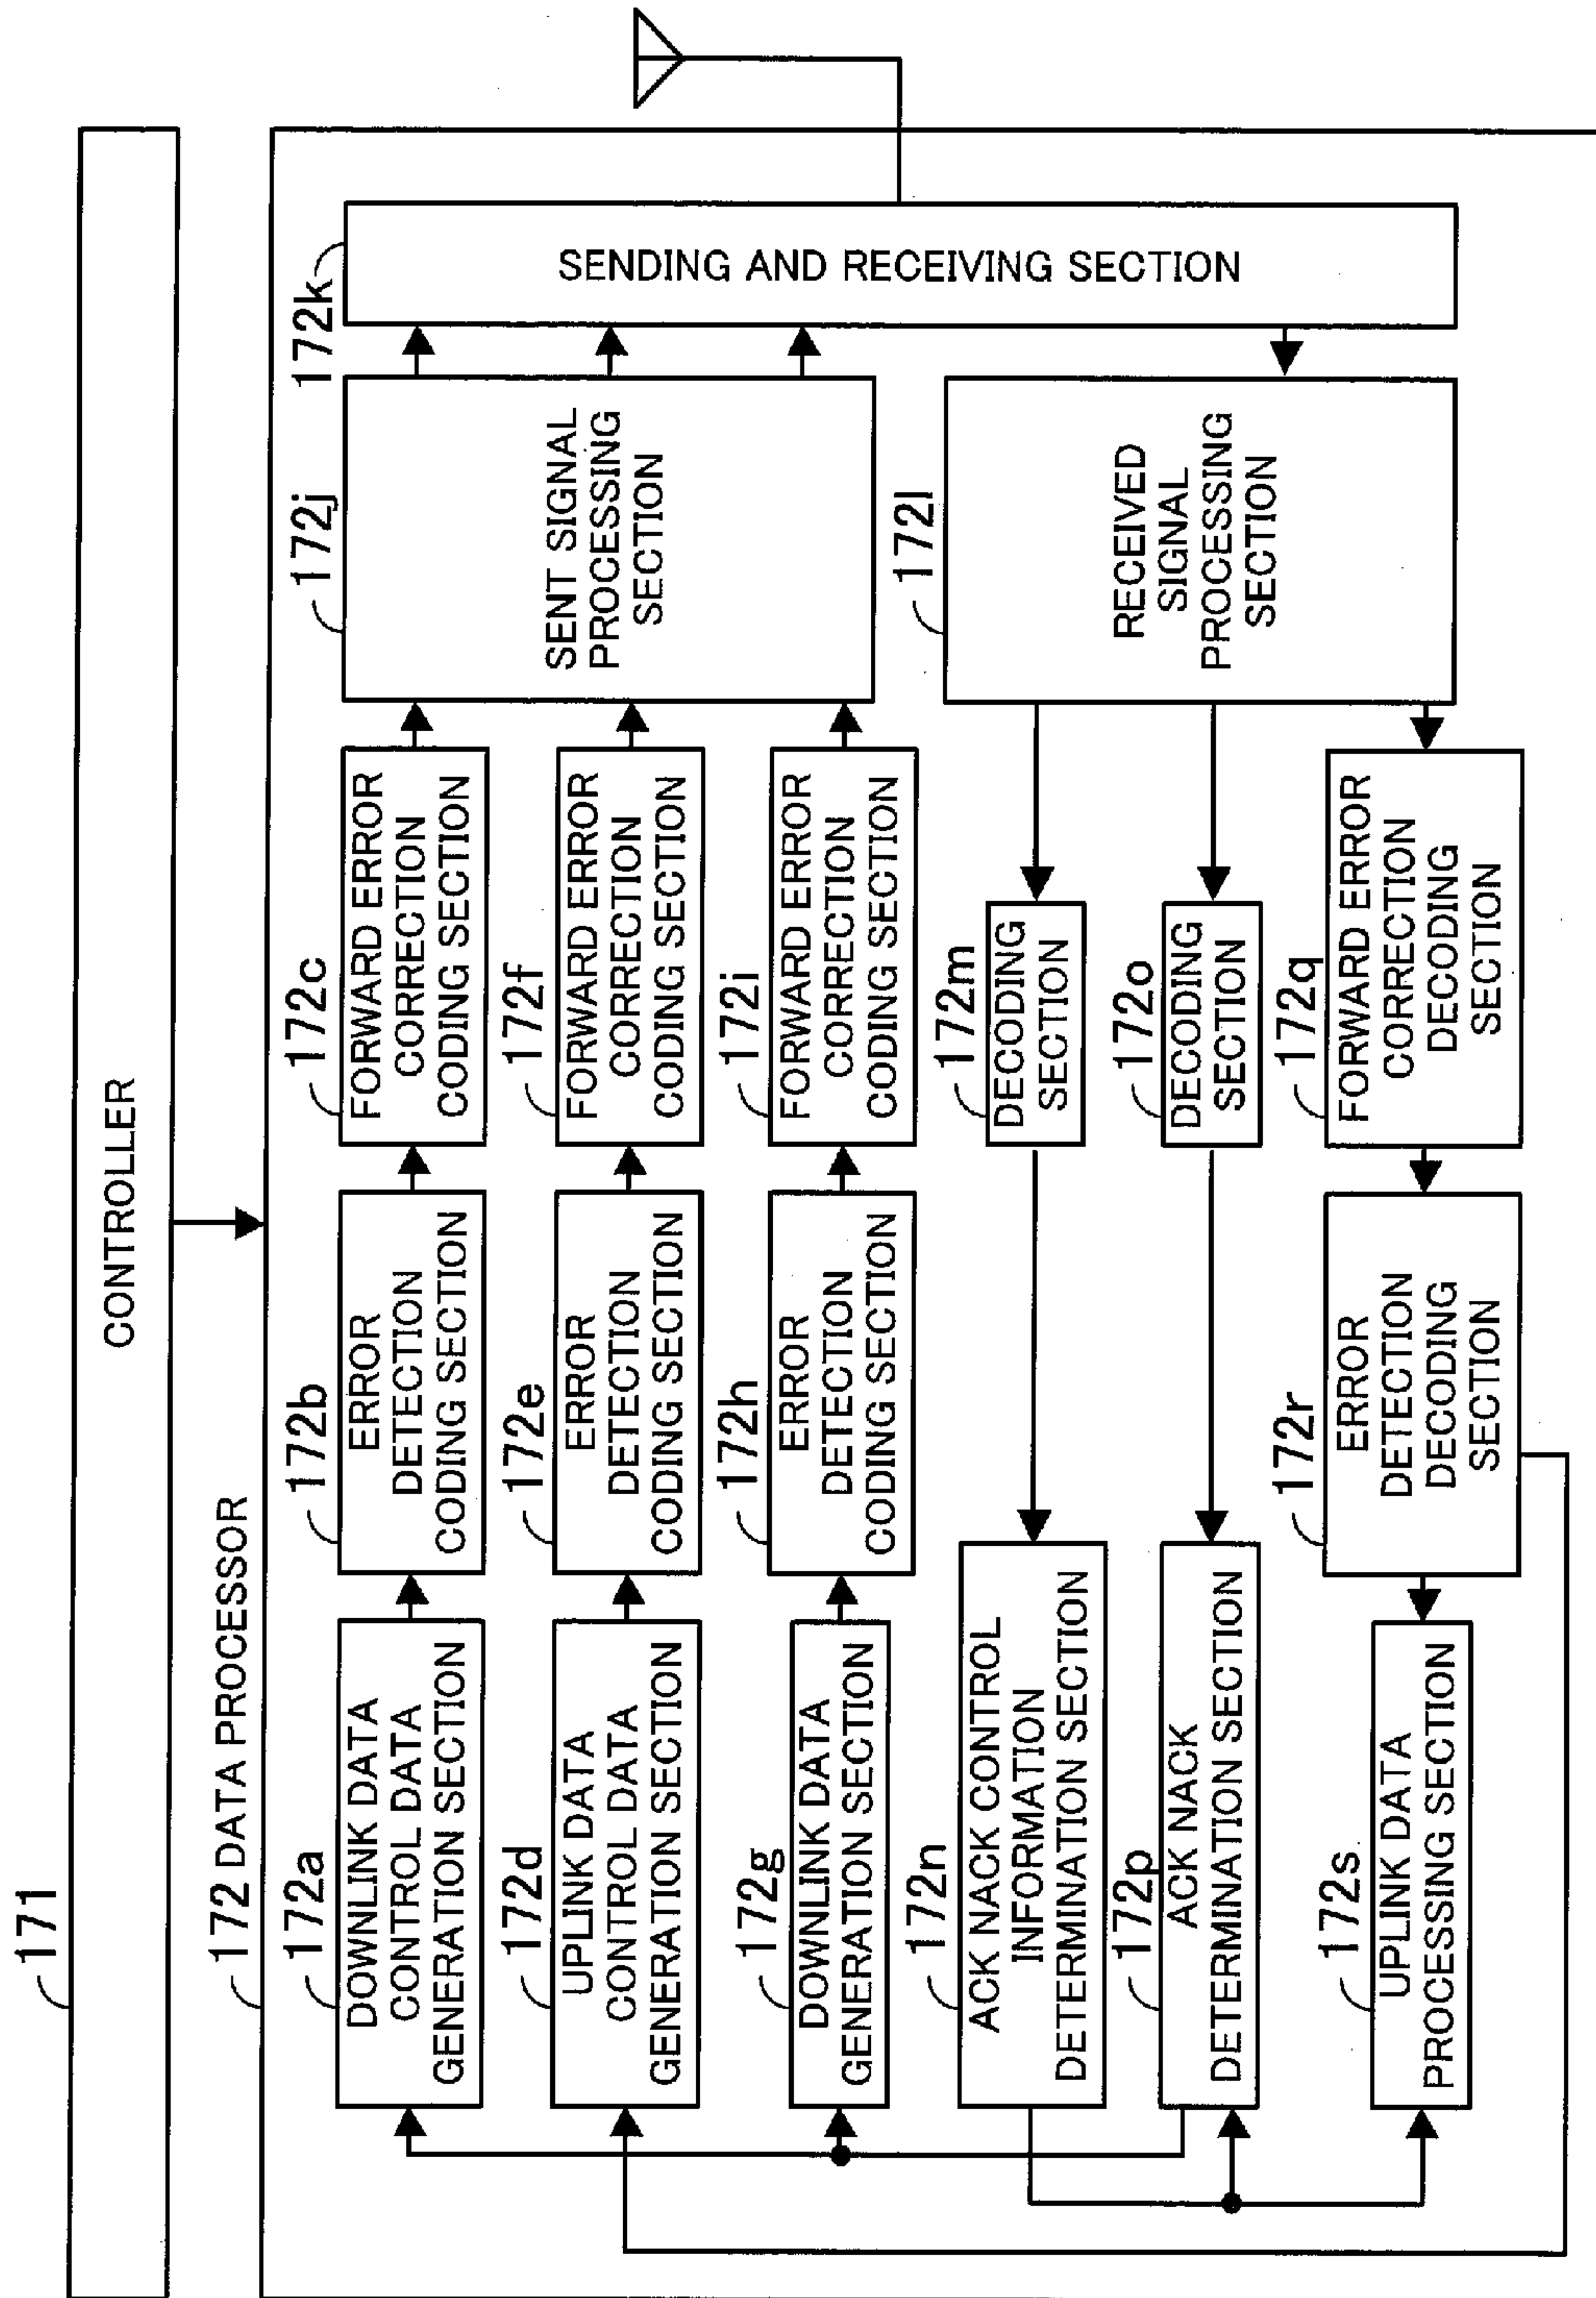 171
CONTROLLER
172 DATA PROCESSOR
172a
DOWNLINK DATA
CONTROL DATA
GENERATION SECTION
172b
ERROR
DETECTION
CODING SECTION
172c
FORWARD ERROR
CORRECTION
CODING SECTION
172d
UPLINK DATA
CONTROL DATA
GENERATION SECTION
172e
ERROR
DETECTION
CODING SECTION
172f
FORWARD ERROR
CORRECTION
CODING SECTION
172g
DOWNLINK DATA
GENERATION SECTION
172h
ERROR
DETECTION
CODING SECTION
172i
FORWARD ERROR
CORRECTION
CODING SECTION
172j
SENT SIGNAL
PROCESSING
SECTION
172k
SENDING AND RECEIVING SECTION
172l
RECEIVED
SIGNAL
PROCESSING
SECTION
172n
ACK NACK CONTROL
INFORMATION
DETERMINATION SECTION
172m
DECODING
SECTION
172p
ACK NACK
DETERMINATION SECTION
172o
DECODING
SECTION
172s
UPLINK DATA
PROCESSING SECTION
172r
ERROR
DETECTION
DECODING
SECTION
172q
FORWARD ERROR
CORRECTION
DECODING
SECTION